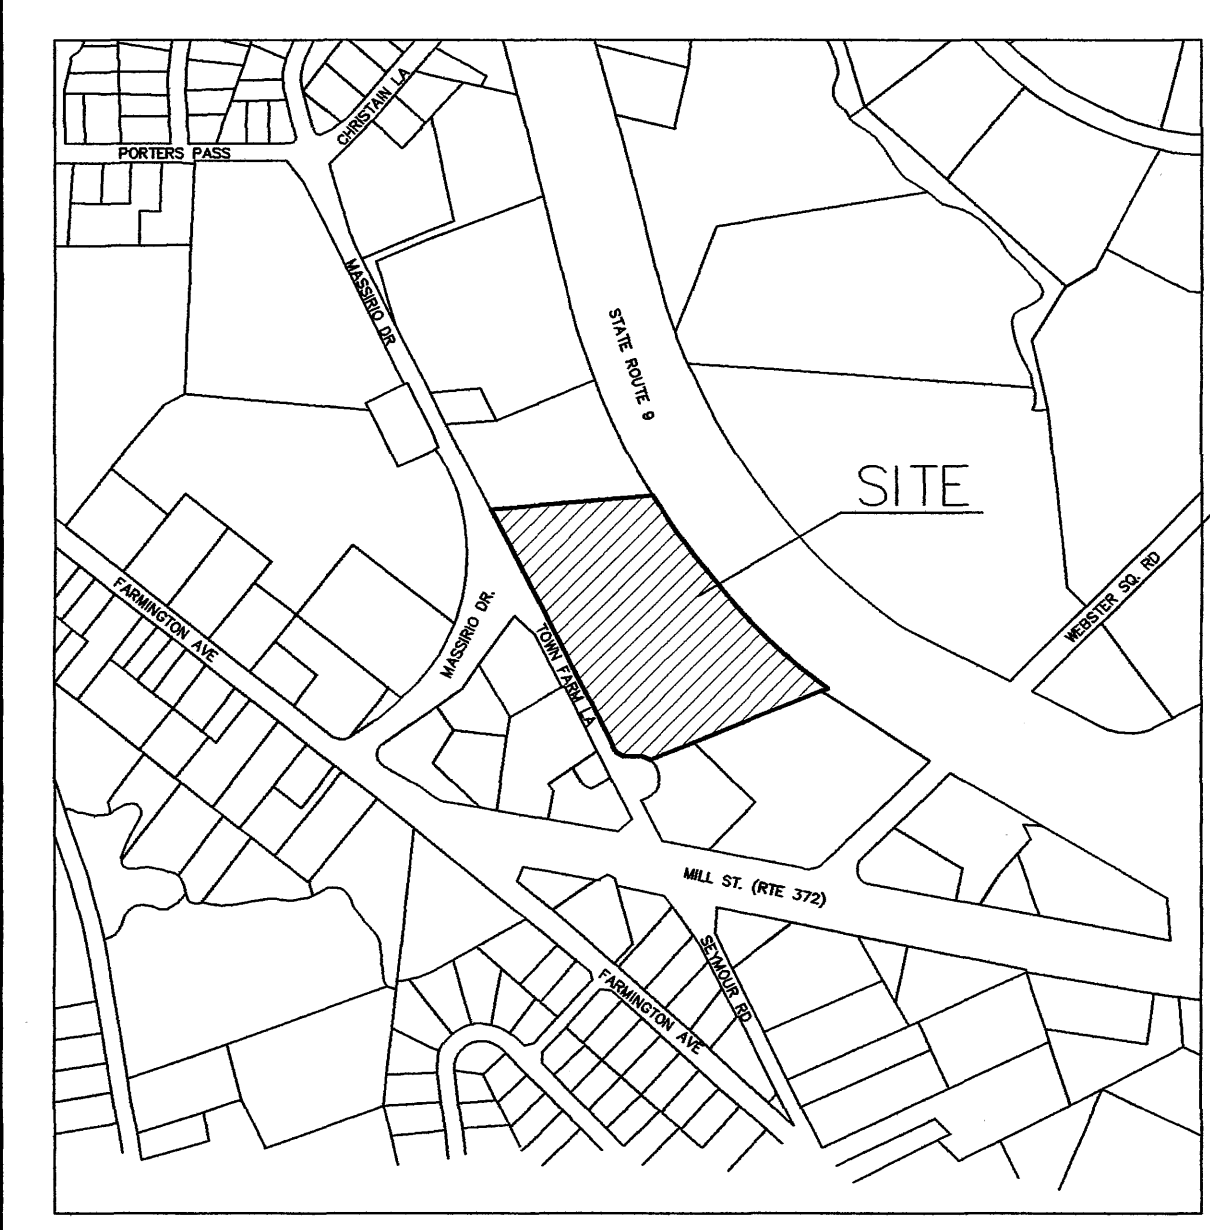 CHRISTAIN LA
PORTERS PASS
MASSIRIO DR
STATE ROUTE 9
SITE
WEBSTER SQ. RD
FARMINGTON AVE
MASSIRIO DR.
TOWN FARM LA
MILL ST. (RTE 372)
SEYMOUR RD
FARMINGTON AVE